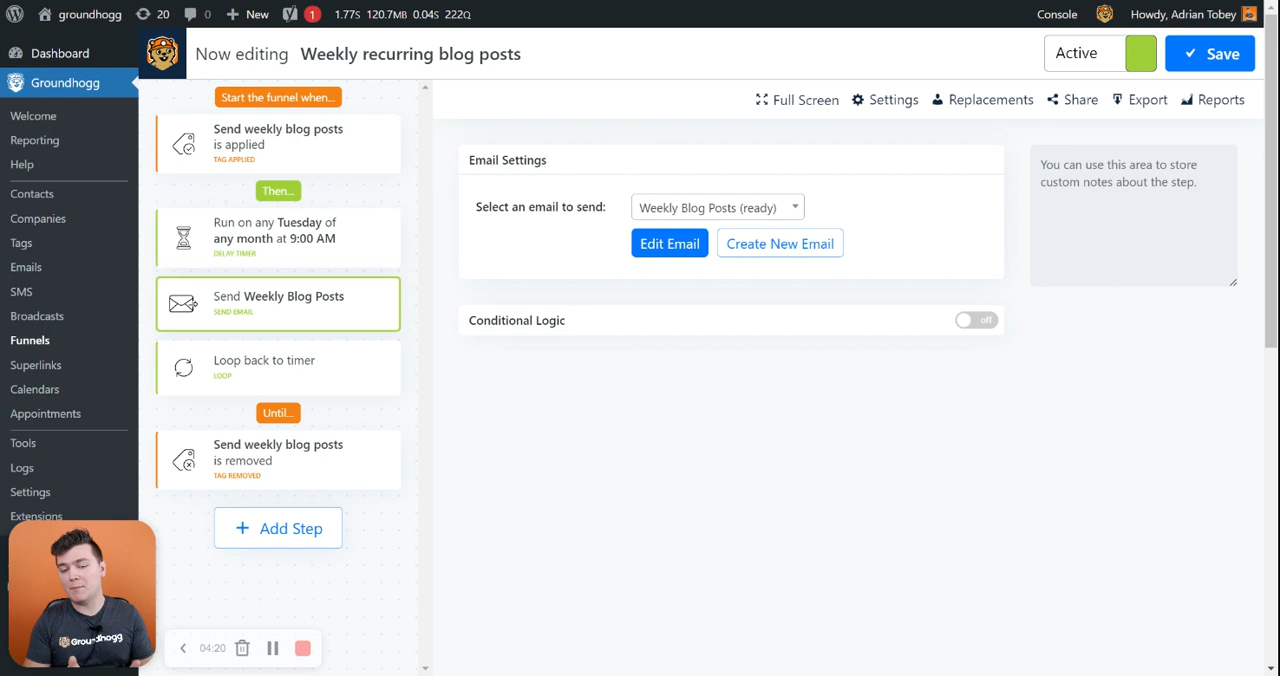 groundhogg
20
0
New
1
1.77S 120.7MB 0.04S 222Q
Console
Howdy, Adrian Tobey
Dashboard
Groundhogg
Welcome
Reporting
Help
Contacts
Companies
Tags
Emails
SMS
Broadcasts
Funnels
Superlinks
Calendars
Appointments
Tools
Logs
Settings
Extensions
Now editing Weekly recurring blog posts
Active
Save
Start the funnel when...
Send weekly blog posts
is applied
TAG APPLIED
Then...
Run on any Tuesday of
any month at 9:00 AM
DELAY TIMER
Send Weekly Blog Posts
SEND EMAIL
Loop back to timer
LOOP
Until...
Send weekly blog posts
is removed
TAG REMOVED
+ Add Step
04:20
Groundhogg
Full Screen
Settings
Replacements
Share
Export
Reports
Email Settings
Select an email to send:
Weekly Blog Posts (ready)
Edit Email
Create New Email
Conditional Logic
off
You can use this area to store
custom notes about the step.